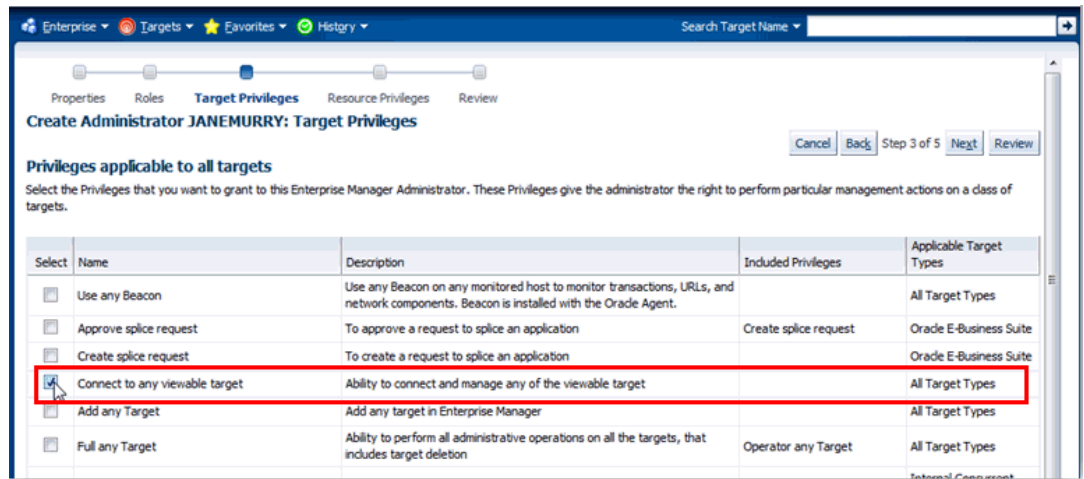 Enterprise Targets Favorites History Search Target Name
Properties Roles Target Privileges Resource Privileges Review
Create Administrator JANEMURRY: Target Privileges
Cancel Back Step 3 of 5 Next Review
Privileges applicable to all targets
Select the Privileges that you want to grant to this Enterprise Manager Administrator. These Privileges give the administrator the right to perform particular management actions on a class of
targets.
Select Name Description Included Privileges Applicable Target
Types
Use any Beacon Use any Beacon on any monitored host to monitor transactions, URLs, and
network components. Beacon is installed with the Oracle Agent. All Target Types
Approve splice request To approve a request to splice an application Create splice request Oracle E-Business Suite
Create splice request To create a request to splice an application Oracle E-Business Suite
Connect to any viewable target Ability to connect and manage any of the viewable target All Target Types
Add any Target Add any target in Enterprise Manager All Target Types
Full any Target Ability to perform all administrative operations on all the targets, that
includes target deletion Operator any Target All Target Types
Internal Concurrent